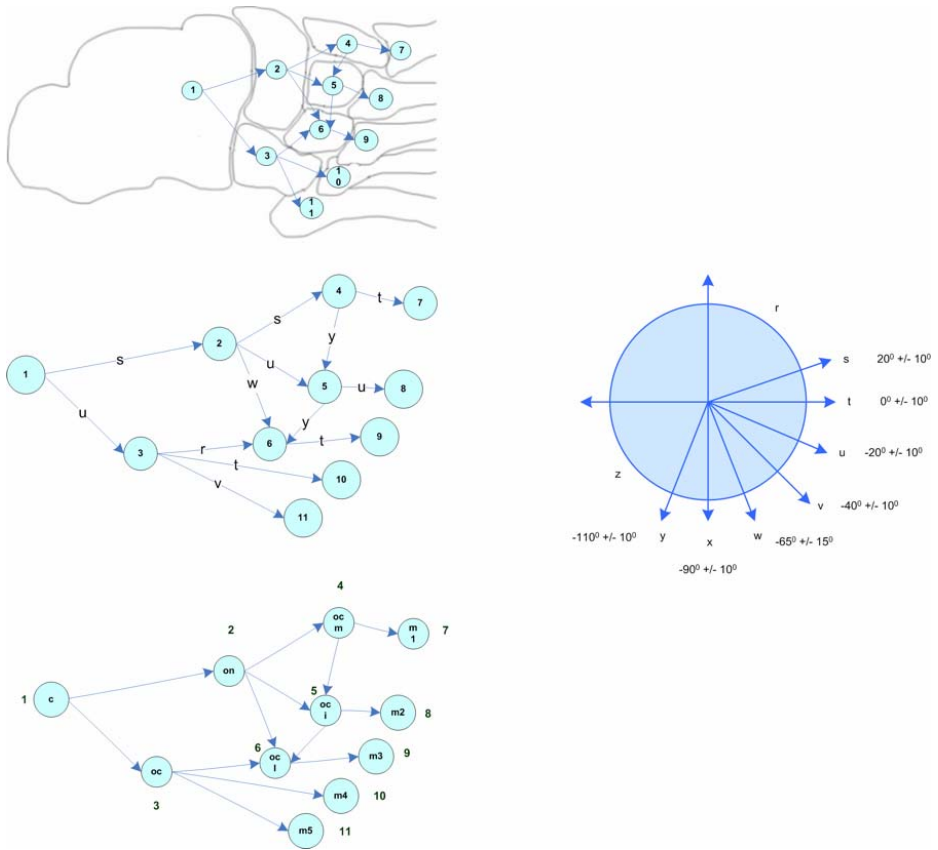 4
7
2
5
1
8
6
9
3
1
0
1
1
4
t
7
s
y
2
s
u
1
5
u
8
w
u
y
t
9
6
3
r
t
10
v
11
r
s 20⁰ +/- 10⁰
t 0⁰ +/- 10⁰
u -20⁰ +/- 10⁰
z
v -40⁰ +/- 10⁰
-110⁰ +/- 10⁰ y x w -65⁰ +/- 15⁰
-90⁰ +/- 10⁰
4
oc
m
m
1
7
2
on
5
1
c
oc
i
m2
8
6
oc
l
m3
9
oc
3
m4
10
m5
11